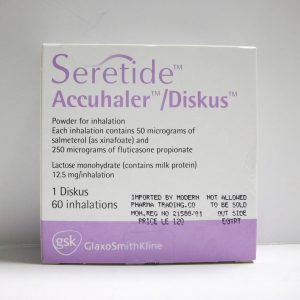 Seretide™
Accuhaler™/Diskus™
Powder for inhalation
Each inhalation contains 50 micrograms of
salmeterol (as xinafoate) and
250 micrograms of fluticasone propionate
Lactose monohydrate (contains milk protein)
12.5 mg/inhalation
1 Diskus
60 inhalations
IMPORTED BY MODERN NOT ALLOWED
PHARMA TRADING.CO TO BE SOLD
MOH.REG NO 21586/91 OUT SIDE
PRICE LE 120 EGYPT
gsk GlaxoSmithKline